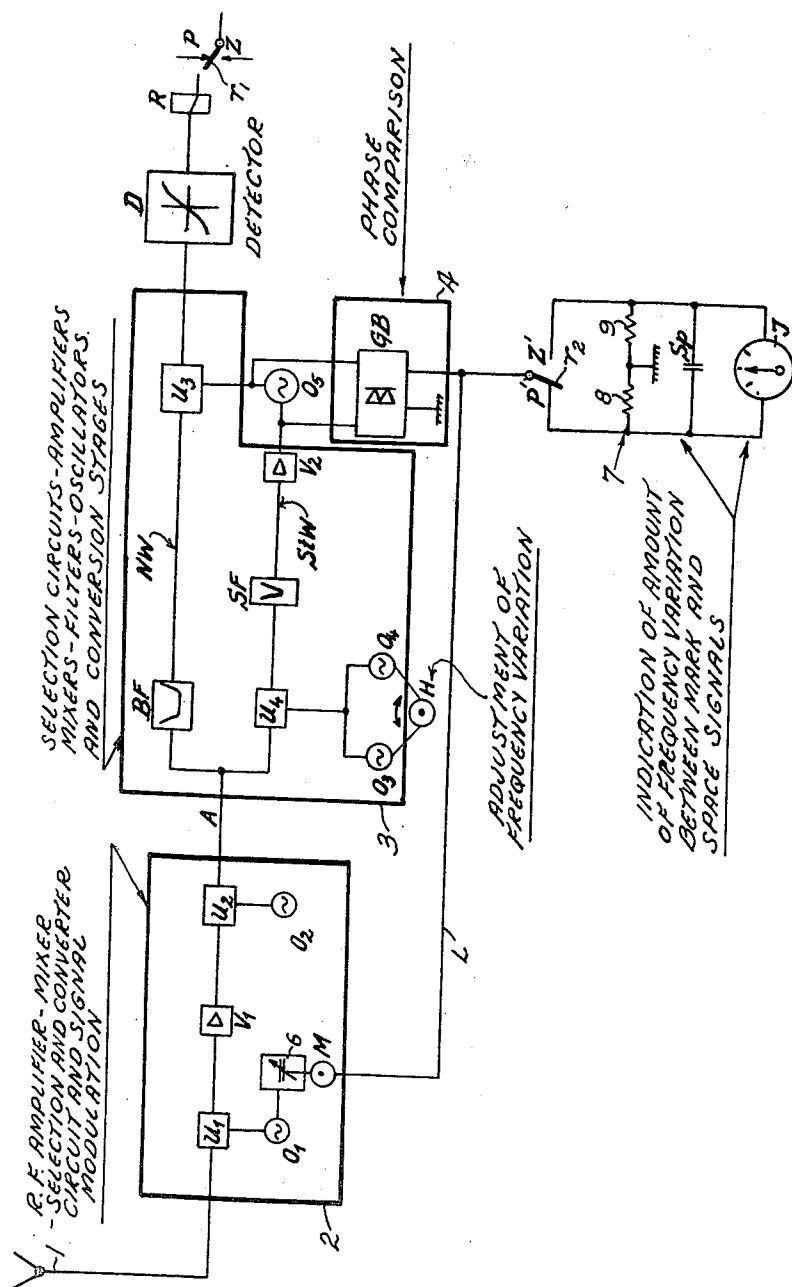 1
R.F. AMPLIFIER-MIXER
-SELECTION AND CONVERTER
CIRCUIT AND SIGNAL
MODULATION
2
U1
V1
U2
O1
6
M
O2
A
L
SELECTION CIRCUITS-AMPLIFIERS
MIXERS-FILTERS-OSCILLATORS.
AND CONVERSION STAGES
3
BF
NW
U3
U4
SF
StW
V2
O5
O3
O4
H
ADJUSTMENT OF
FREQUENCY VARIATION
D
DETECTOR
R
P
Z
r1
PHASE
COMPARISON
4
GB
P'
Z'
r2
7
8
9
Sp
J
INDICATION OF AMOUNT
OF FREQUENCY VARIATION
BETWEEN MARK AND
SPACE SIGNALS